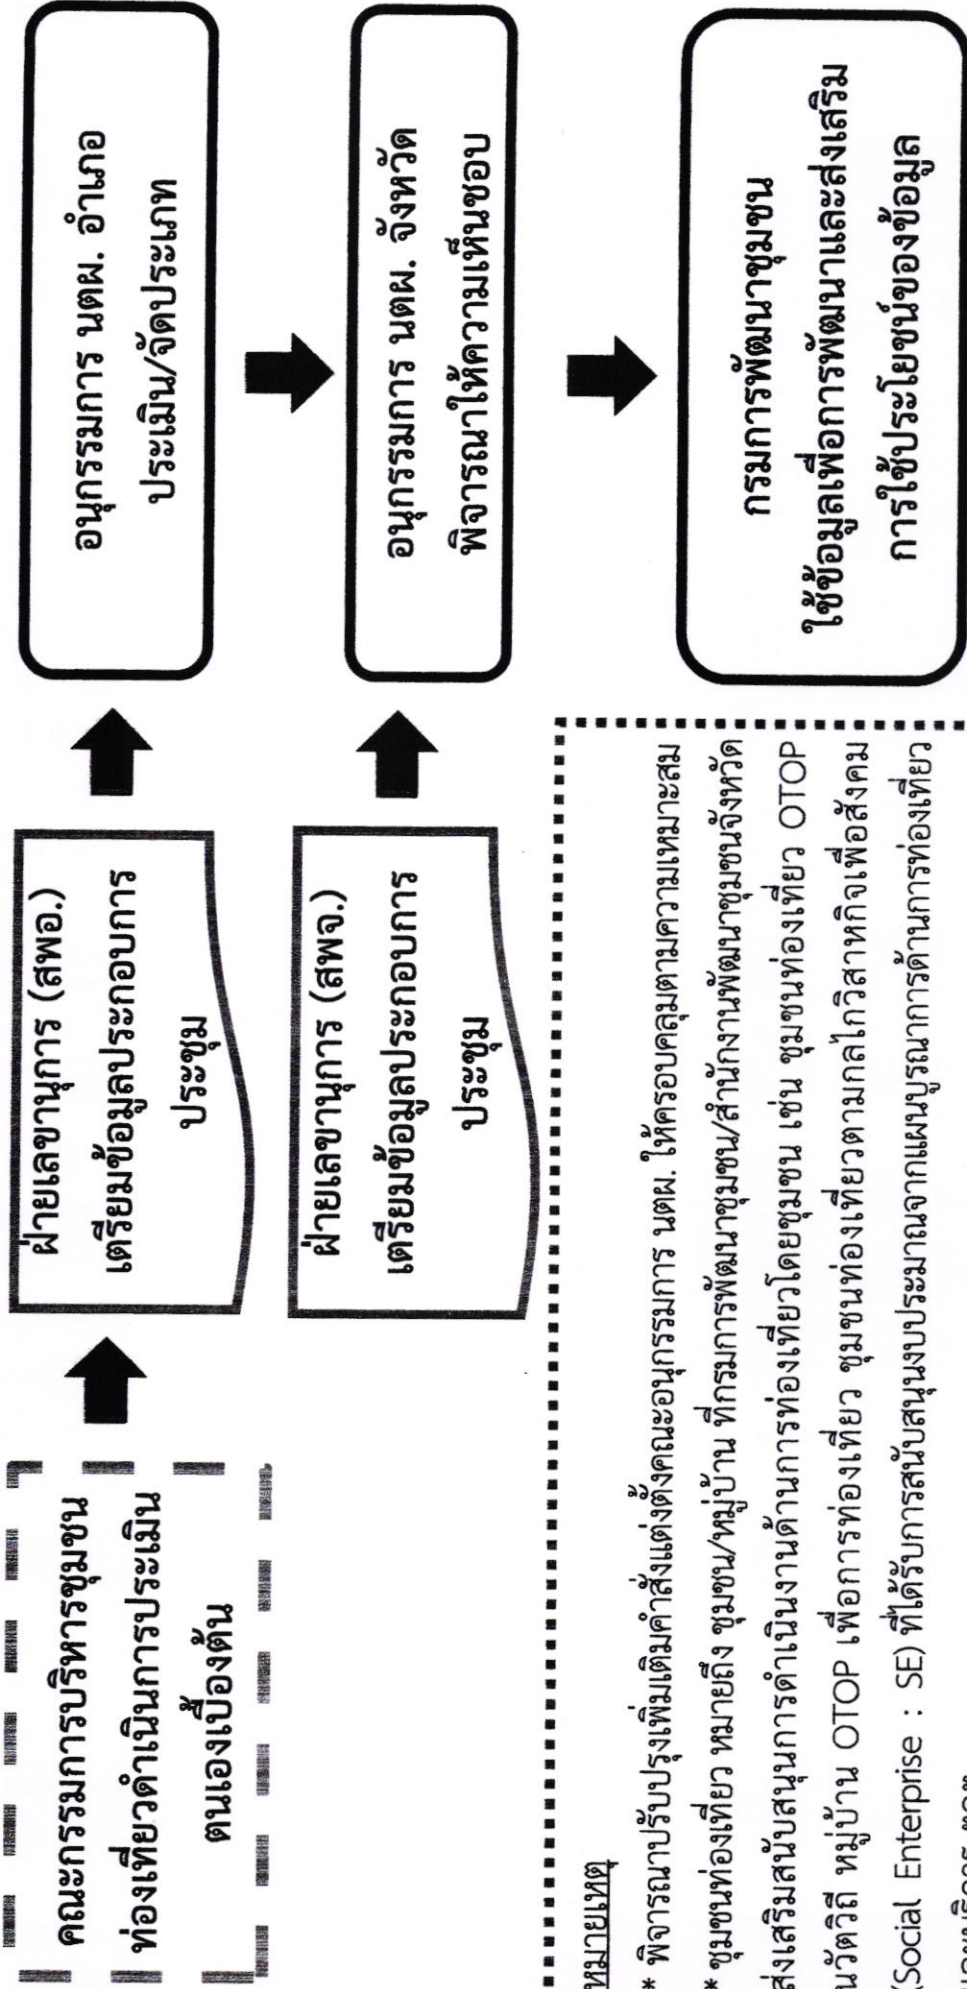 คณะกรรมการบริหารชุมชน
ท่องเที่ยวดำเนินการประเมิน
ตนเองเบื้องต้น
ฝ่ายเลขานุการ (สพอ.)
เตรียมข้อมูลประกอบการ
ประชุม
อนุกรรมการ นตผ. อำเภอ
ประเมิน/จัดประเภท
ฝ่ายเลขานุการ (สพจ.)
เตรียมข้อมูลประกอบการ
ประชุม
อนุกรรมการ นตผ. จังหวัด
พิจารณาให้ความเห็นชอบ
กรมการพัฒนาชุมชน
ใช้ข้อมูลเพื่อการพัฒนาและส่งเสริม
การใช้ประโยชน์ของข้อมูล
หมายเหตุ
* พิจารณาปรับปรุงเพิ่มเติมคำสั่งแต่งตั้งคณะอนุกรรมการ นตผ. ให้ครอบคลุมตามความเหมาะสม
* ชุมชนท่องเที่ยว หมายถึง ชุมชน/หมู่บ้าน ที่กรมการพัฒนาชุมชน/สำนักงานพัฒนาชุมชนจังหวัด
ส่งเสริมสนับสนุนการดำเนินงานด้านการท่องเที่ยวโดยชุมชน เช่น ชุมชนท่องเที่ยว OTOP
นวัตวิถี หมู่บ้าน OTOP เพื่อการท่องเที่ยว ชุมชนท่องเที่ยวตามกลไกวิสาหกิจเพื่อสังคม
(Social Enterprise : SE) ที่ได้รับการสนับสนุนงบประมาณจากแผนบูรณาการด้านการท่องเที่ยว